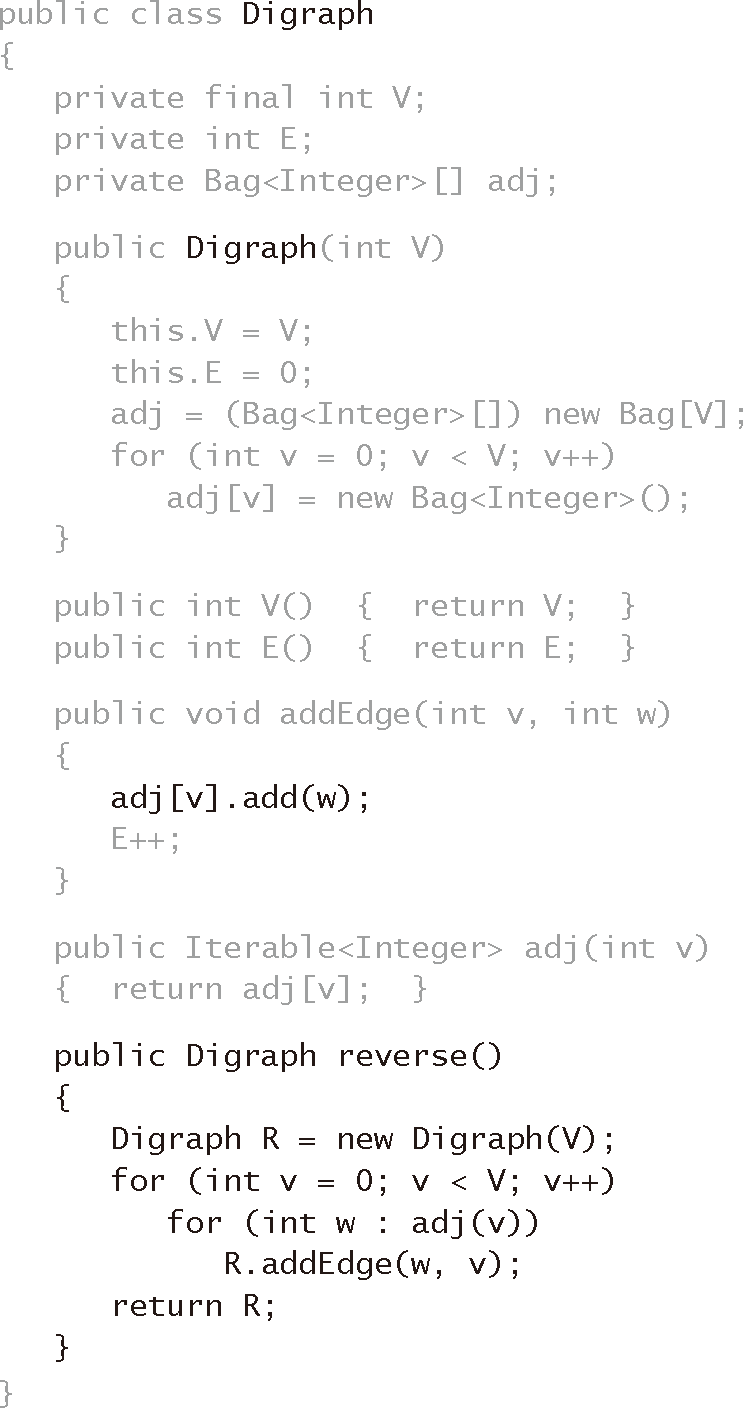 public class Digraph
{
   private final int V;
   private int E;
   private Bag<Integer>[] adj;
   public Digraph(int V)
   {
      this.V = V;
      this.E = 0;
      adj = (Bag<Integer>[]) new Bag[V];
      for (int v = 0; v < V; v++)
         adj[v] = new Bag<Integer>();
   }
   public int V()  {  return V;  }
   public int E()  {  return E;  }
   public void addEdge(int v, int w)
   {
      adj[v].add(w);
      E++;
   }
   public Iterable<Integer> adj(int v)
   {  return adj[v];  }
   public Digraph reverse()
   {
      Digraph R = new Digraph(V);
      for (int v = 0; v < V; v++)
         for (int w : adj(v))
            R.addEdge(w, v);
      return R;
   }
}